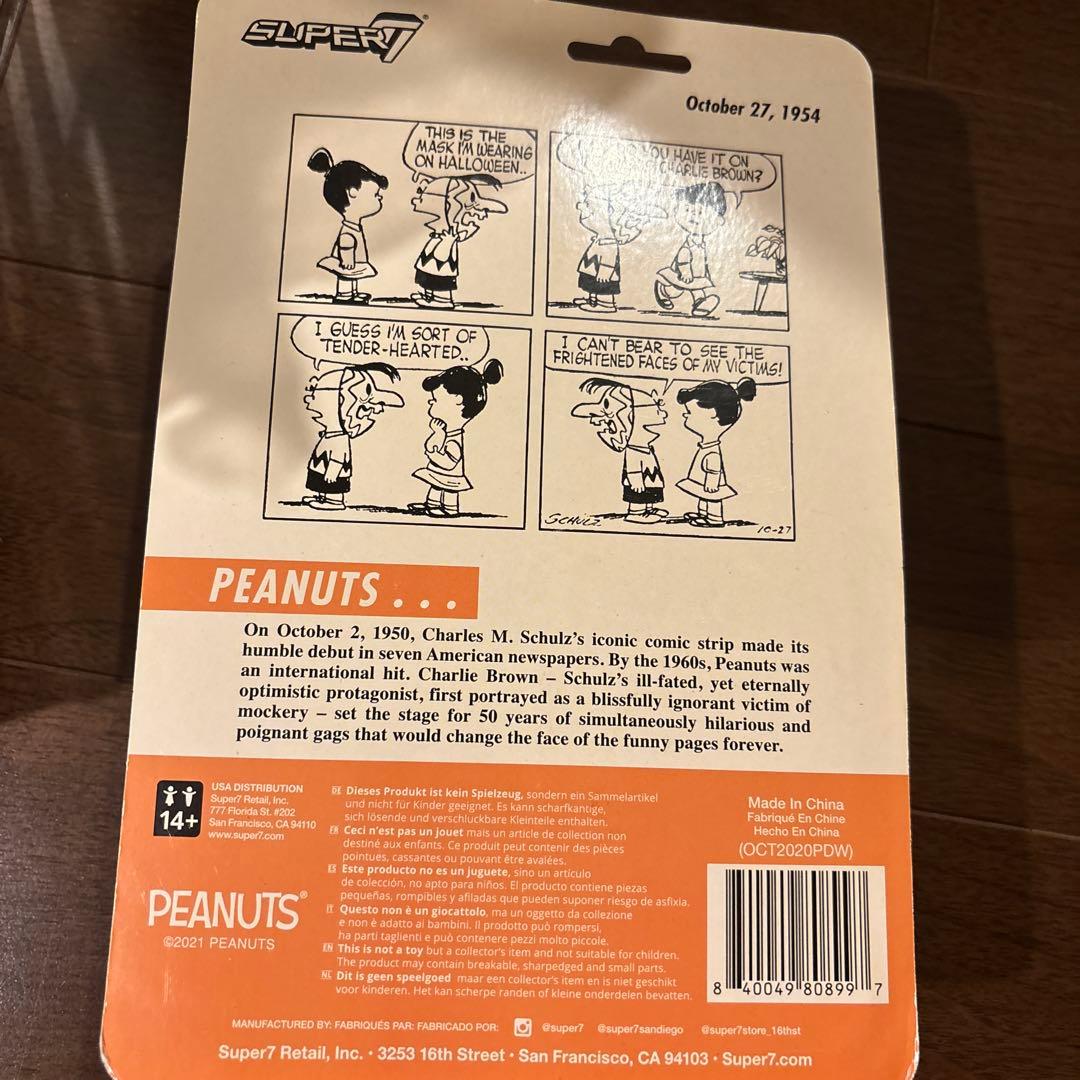 SUPER7®
October 27, 1954
THIS IS THE
MASK I'M WEARING
ON HALLOWEEN..
YOU HAVE IT ON
CHARLIE BROWN?
I GUESS I'M SORT OF
TENDER-HEARTED..
I CAN'T BEAR TO SEE THE
FRIGHTENED FACES OF MY VICTIMS!
SCHULZ
10-27
PEANUTS...
On October 2, 1950, Charles M. Schulz's iconic comic strip made its
humble debut in seven American newspapers. By the 1960s, Peanuts was
an international hit. Charlie Brown – Schulz's ill-fated, yet eternally
optimistic protagonist, first portrayed as a blissfully ignorant victim of
mockery – set the stage for 50 years of simultaneously hilarious and
poignant gags that would change the face of the funny pages forever.
14+
USA DISTRIBUTION
Super7 Retail, Inc.
777 Florida St. #202
San Francisco, CA 94110
www.super7.com
PEANUTS®
©2021 PEANUTS
DE Dieses Produkt ist kein Spielzeug, sondern ein Sammelartikel
und nicht für Kinder geeignet. Es kann scharfkantige,
sich lösende und verschluckbare Kleinteile enthalten.
FR Ceci n'est pas un jouet mais un article de collection non
destiné aux enfants. Ce produit peut contenir des pièces
pointues, cassantes ou pouvant être avalées.
ES Este producto no es un juguete, sino un artículo
de colección, no apto para niños. El producto contiene piezas
pequeñas, rompibles y afiladas que pueden suponer riesgo de asfixia.
IT Questo non è un giocattolo, ma un oggetto da collezione
e non è adatto ai bambini. Il prodotto può rompersi,
ha parti taglienti e può contenere pezzi molto piccole.
EN This is not a toy but a collector's item and not suitable for children.
The product may contain breakable, sharpedged and small parts.
NL Dit is geen speelgoed maar een collector's item en is niet geschikt
voor kinderen. Het kan scherpe randen of kleine onderdelen bevatten.
Made In China
Fabriqué En Chine
Hecho En China
(OCT2020PDW)
8 40049 80899 7
MANUFACTURED BY: FABRIQUÉS PAR: FABRICADO POR: @super7 @super7sandiego @super7store_16thst
Super7 Retail, Inc. • 3253 16th Street • San Francisco, CA 94103 • Super7.com